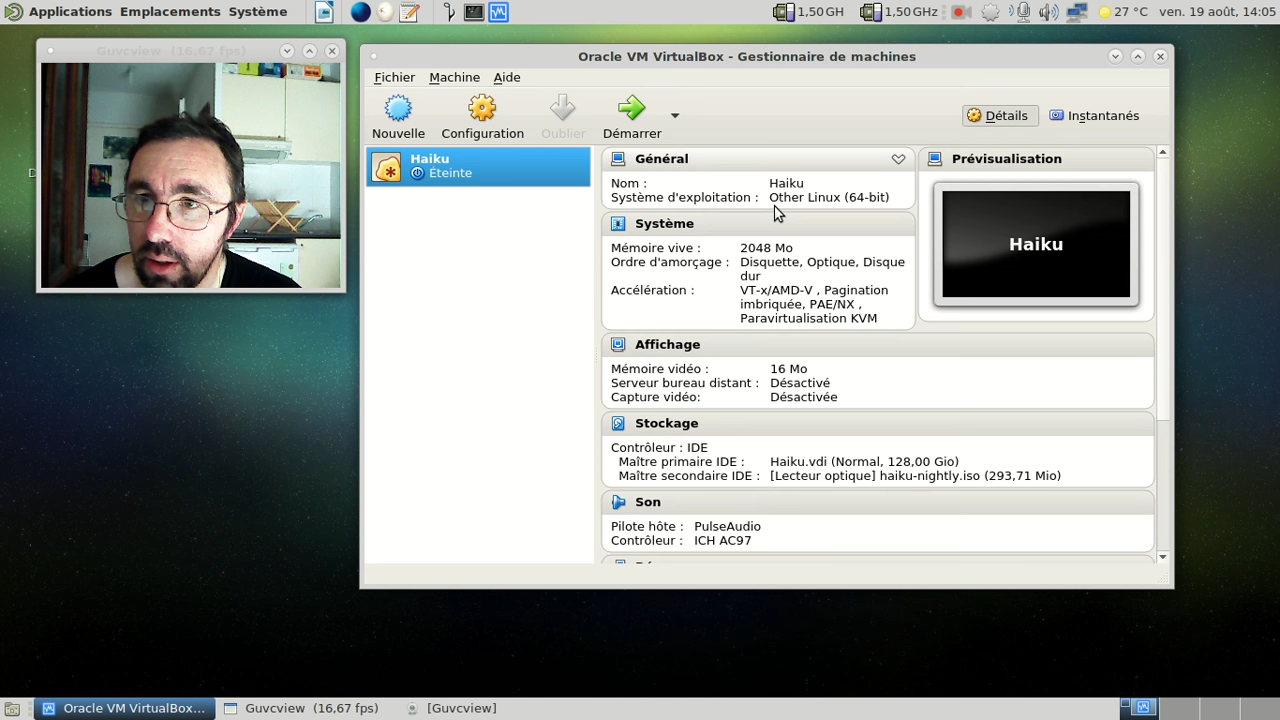 Applications Emplacements Système
1,50 GH
1,50 GHz
27 °C
ven. 19 août, 14:05
Guvcview (16,67 fps)
Oracle VM VirtualBox - Gestionnaire de machines
Fichier Machine Aide
Nouvelle
Configuration
Oublier
Démarrer
Détails
Instantanés
Haiku
Éteinte
Général
Nom : Haiku
Système d'exploitation : Other Linux (64-bit)
Système
Mémoire vive : 2048 Mo
Ordre d'amorçage : Disquette, Optique, Disque
dur
Accélération : VT-x/AMD-V , Pagination
imbriquée, PAE/NX ,
Paravirtualisation KVM
Prévisualisation
Haiku
Affichage
Mémoire vidéo : 16 Mo
Serveur bureau distant : Désactivé
Capture vidéo: Désactivée
Stockage
Contrôleur : IDE
Maître primaire IDE : Haiku.vdi (Normal, 128,00 Gio)
Maître secondaire IDE : [Lecteur optique] haiku-nightly.iso (293,71 Mio)
Son
Pilote hôte : PulseAudio
Contrôleur : ICH AC97
Oracle VM VirtualBox...
Guvcview (16,67 fps)
[Guvcview]